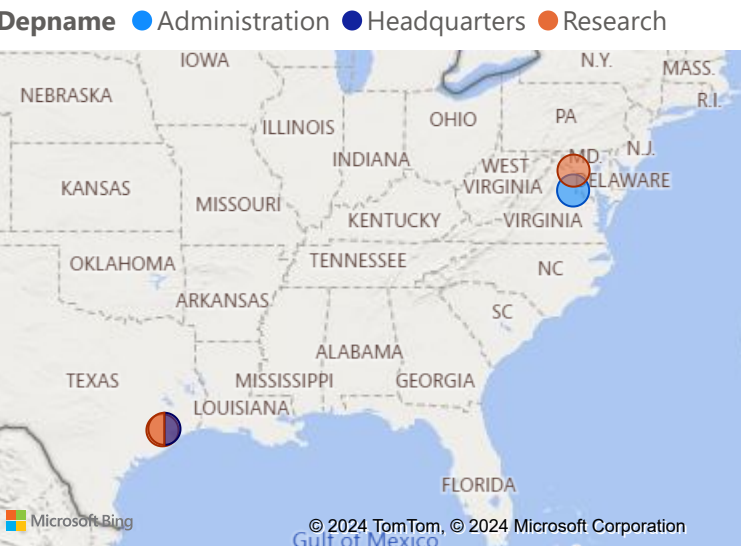 Depname Administration Headquarters Research
IOWA
N.Y.
MASS.
NEBRASKA
R.I.
ILLINOIS
OHIO
PA
INDIANA
MD.
N.J.
WEST
VIRGINIA
DELAWARE
KANSAS
MISSOURI
KENTUCKY
VIRGINIA
OKLAHOMA
TENNESSEE
NC
ARKANSAS
SC
ALABAMA
TEXAS
MISSISSIPPI
GEORGIA
LOUISIANA
FLORIDA
Microsoft Bing
© 2024 TomTom, © 2024 Microsoft Corporation
Gulf of Mexico